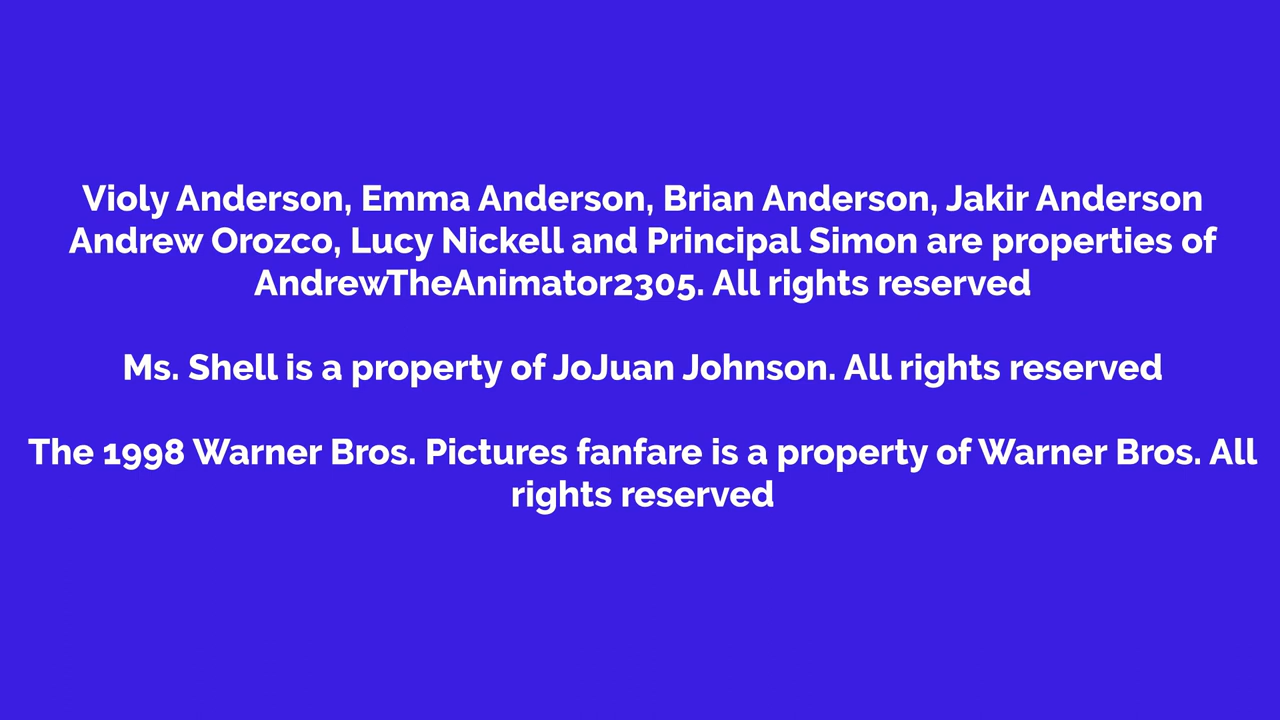 Violy Anderson, Emma Anderson, Brian Anderson, Jakir Anderson
Andrew Orozco, Lucy Nickell and Principal Simon are properties of
AndrewTheAnimator2305. All rights reserved
Ms. Shell is a property of JoJuan Johnson. All rights reserved
The 1998 Warner Bros. Pictures fanfare is a property of Warner Bros. All
rights reserved